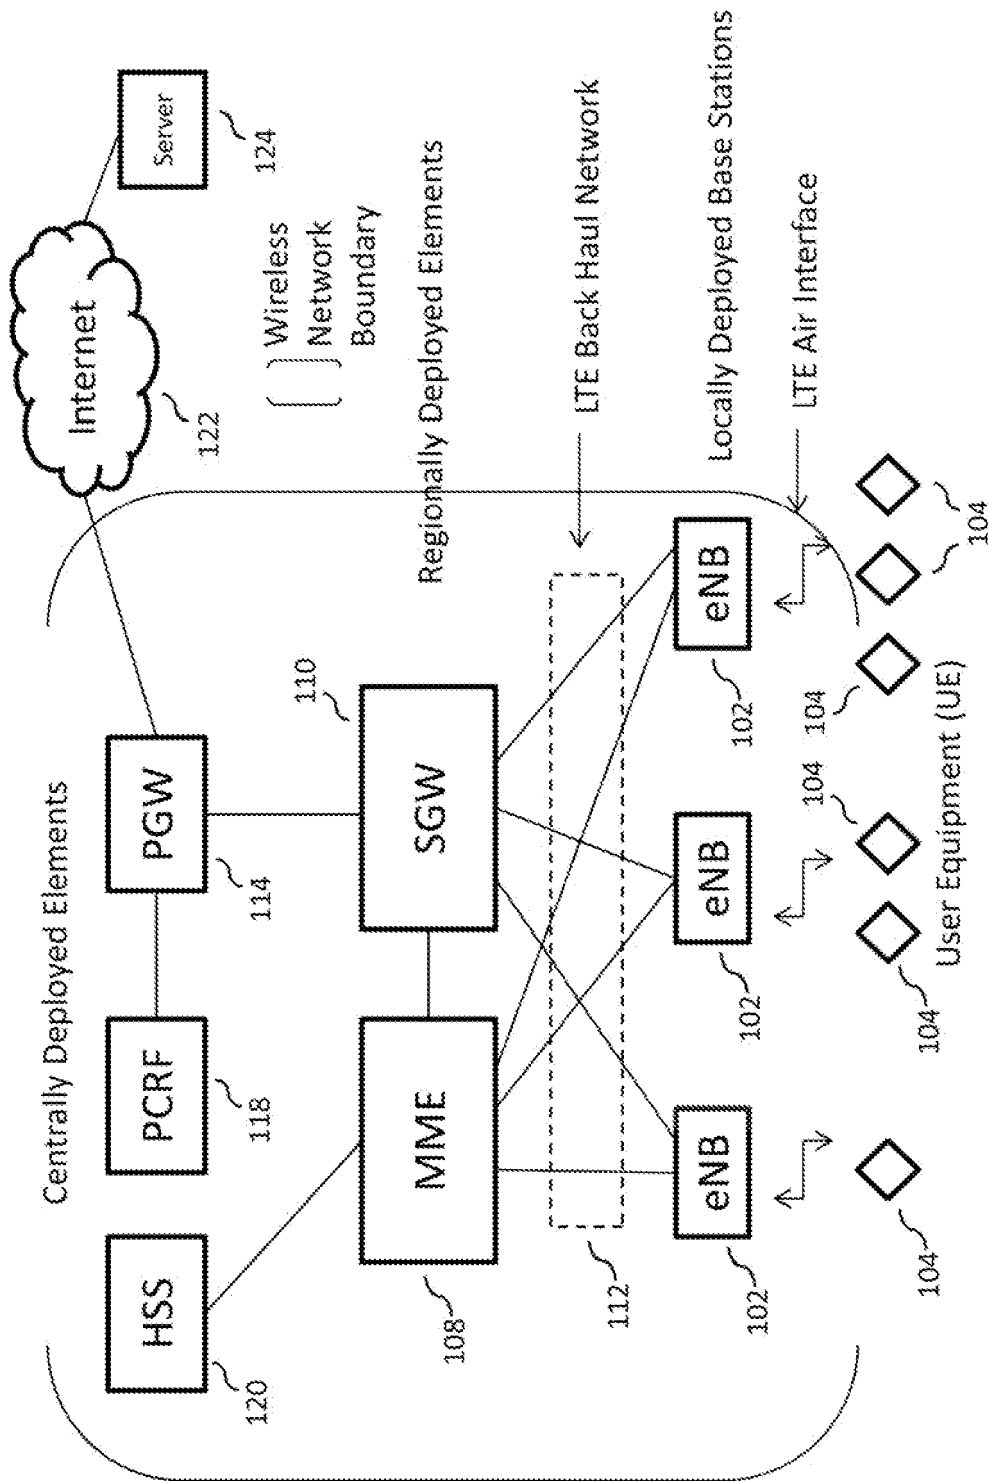 Centrally Deployed Elements
Internet
Server
HSS
PCRF
PGW
120
118
114
122
124
Wireless
Network
Boundary
110
MME
SGW
Regionally Deployed Elements
108
112
LTE Back Haul Network
eNB
eNB
eNB
Locally Deployed Base Stations
102
102
102
LTE Air Interface
104
104
104
104
104
User Equipment (UE)